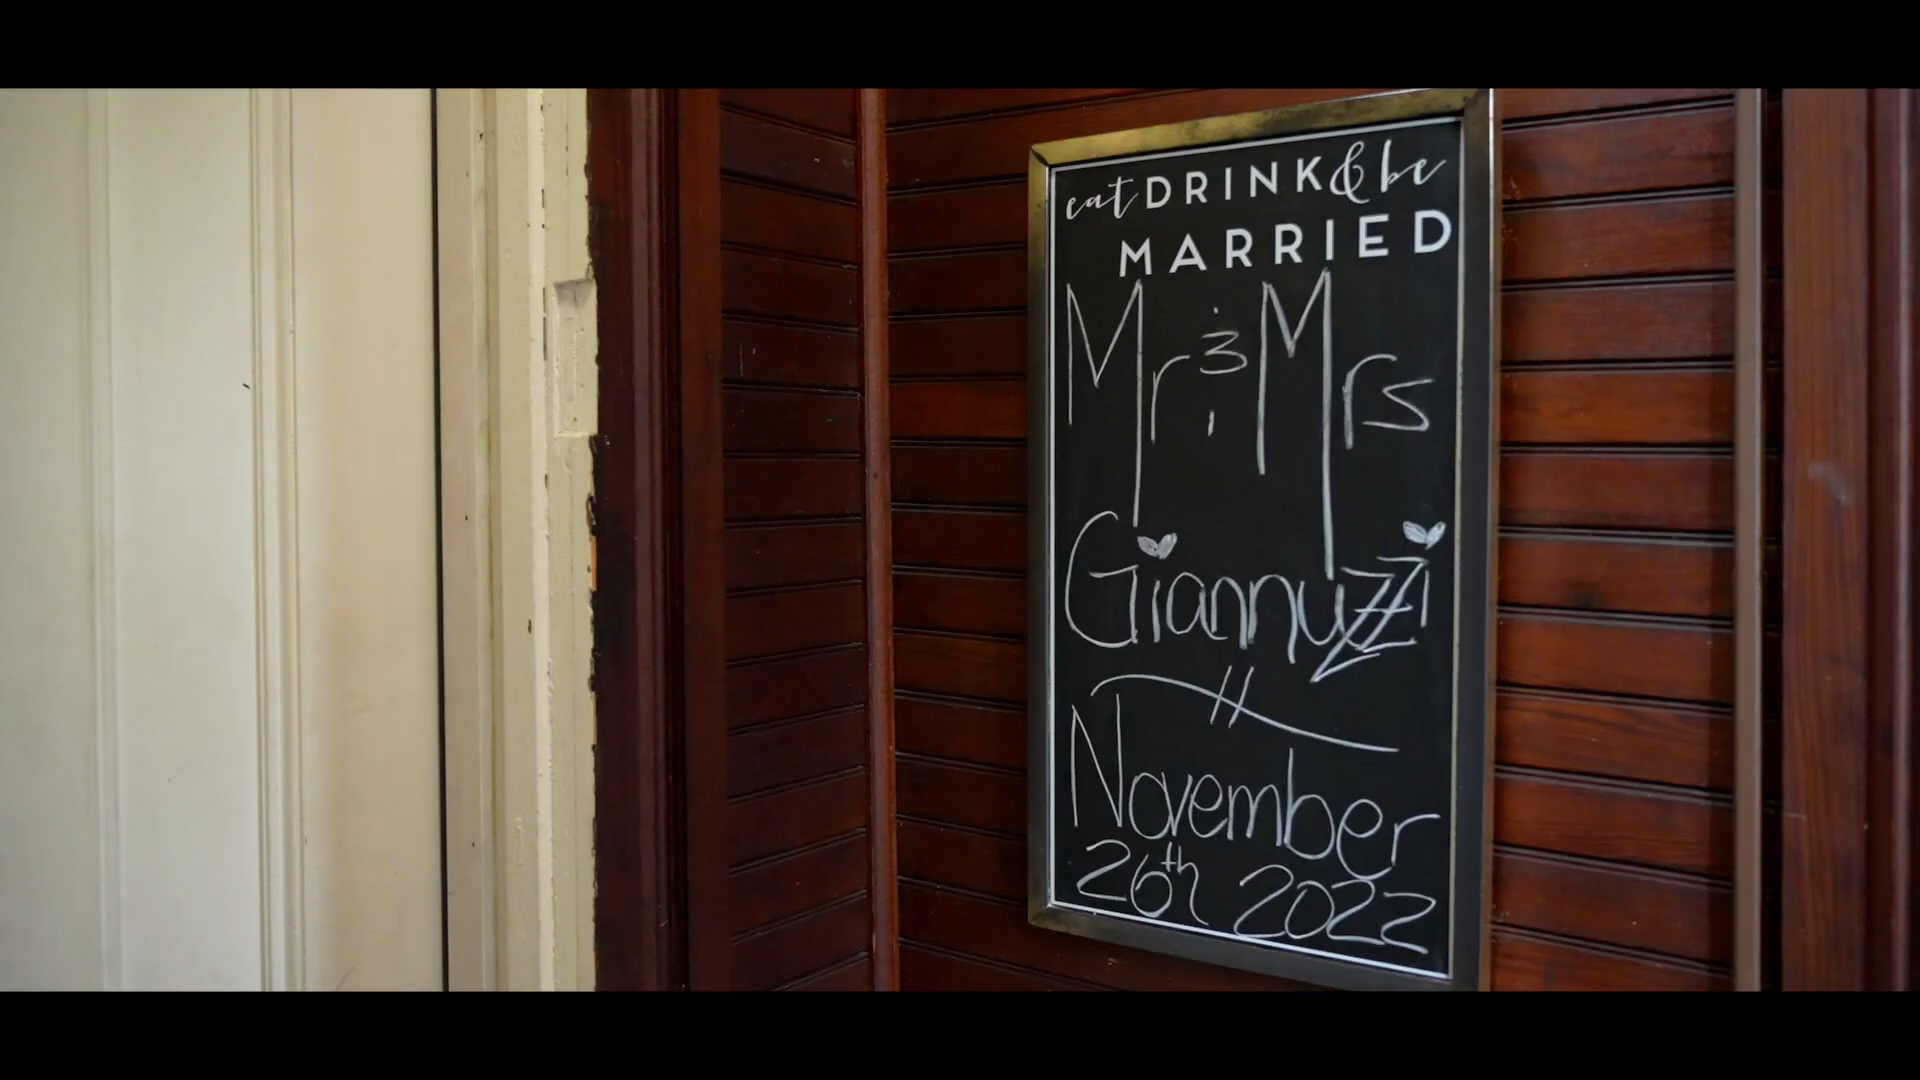 eat DRINK & be
MARRIED
Mr & Mrs
Giannuzzi
November
26th 2022